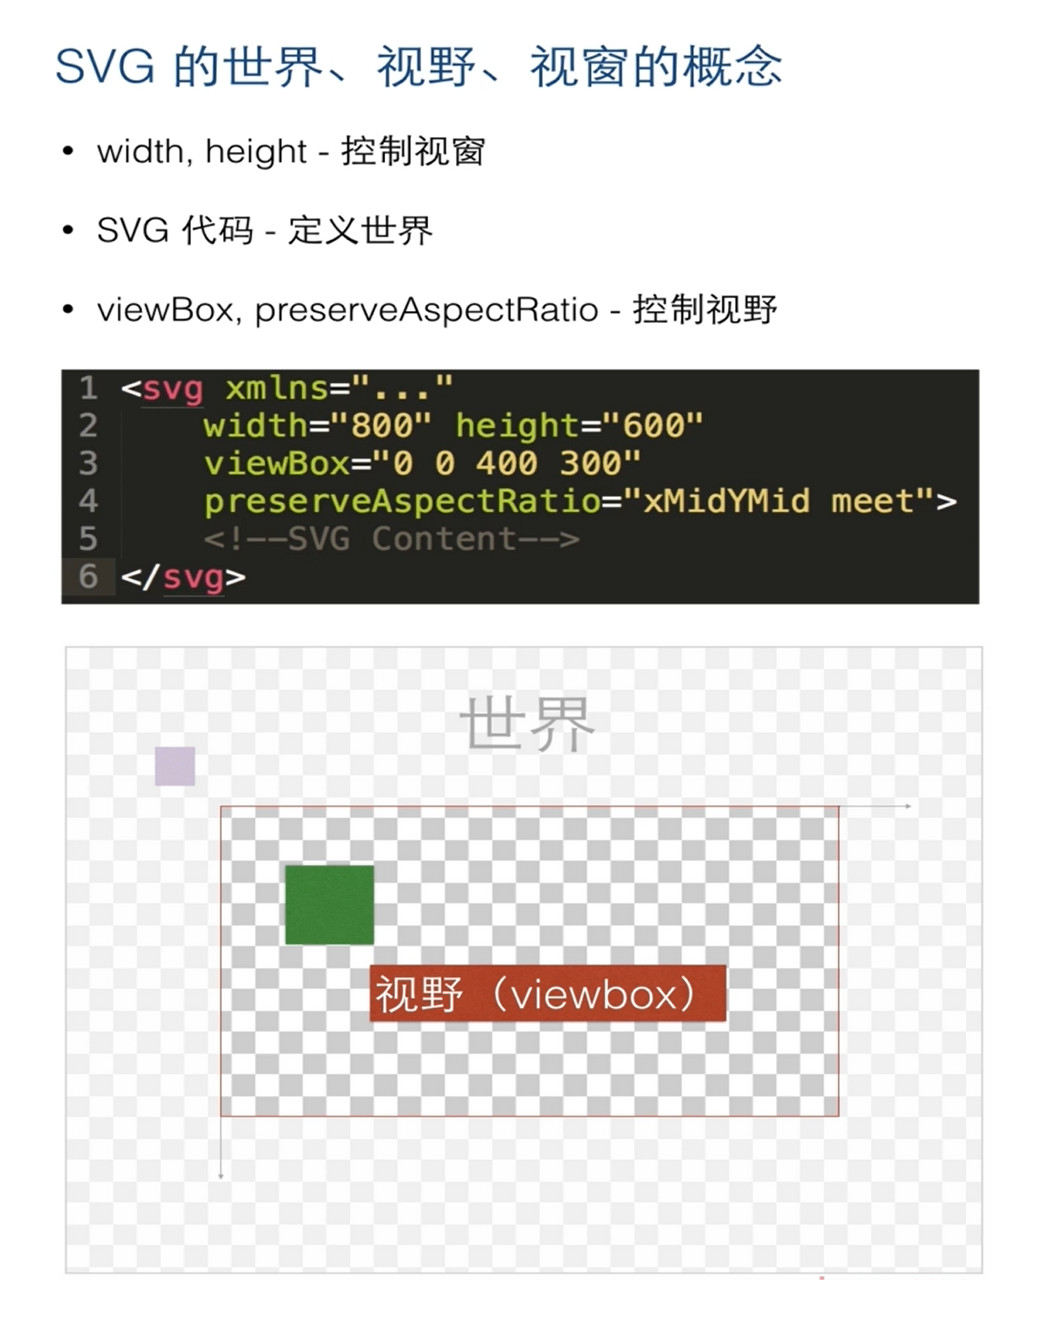 SVG 的世界、视野、视窗的概念
• width, height - 控制视窗
• SVG 代码 - 定义世界
• viewBox, preserveAspectRatio - 控制视野
1 <svg xmlns="..."
2 width="800" height="600"
3 viewBox="0 0 400 300"
4 preserveAspectRatio="xMidYMid meet">
5 <!--SVG Content-->
6 </svg>
世界
视野（viewbox）